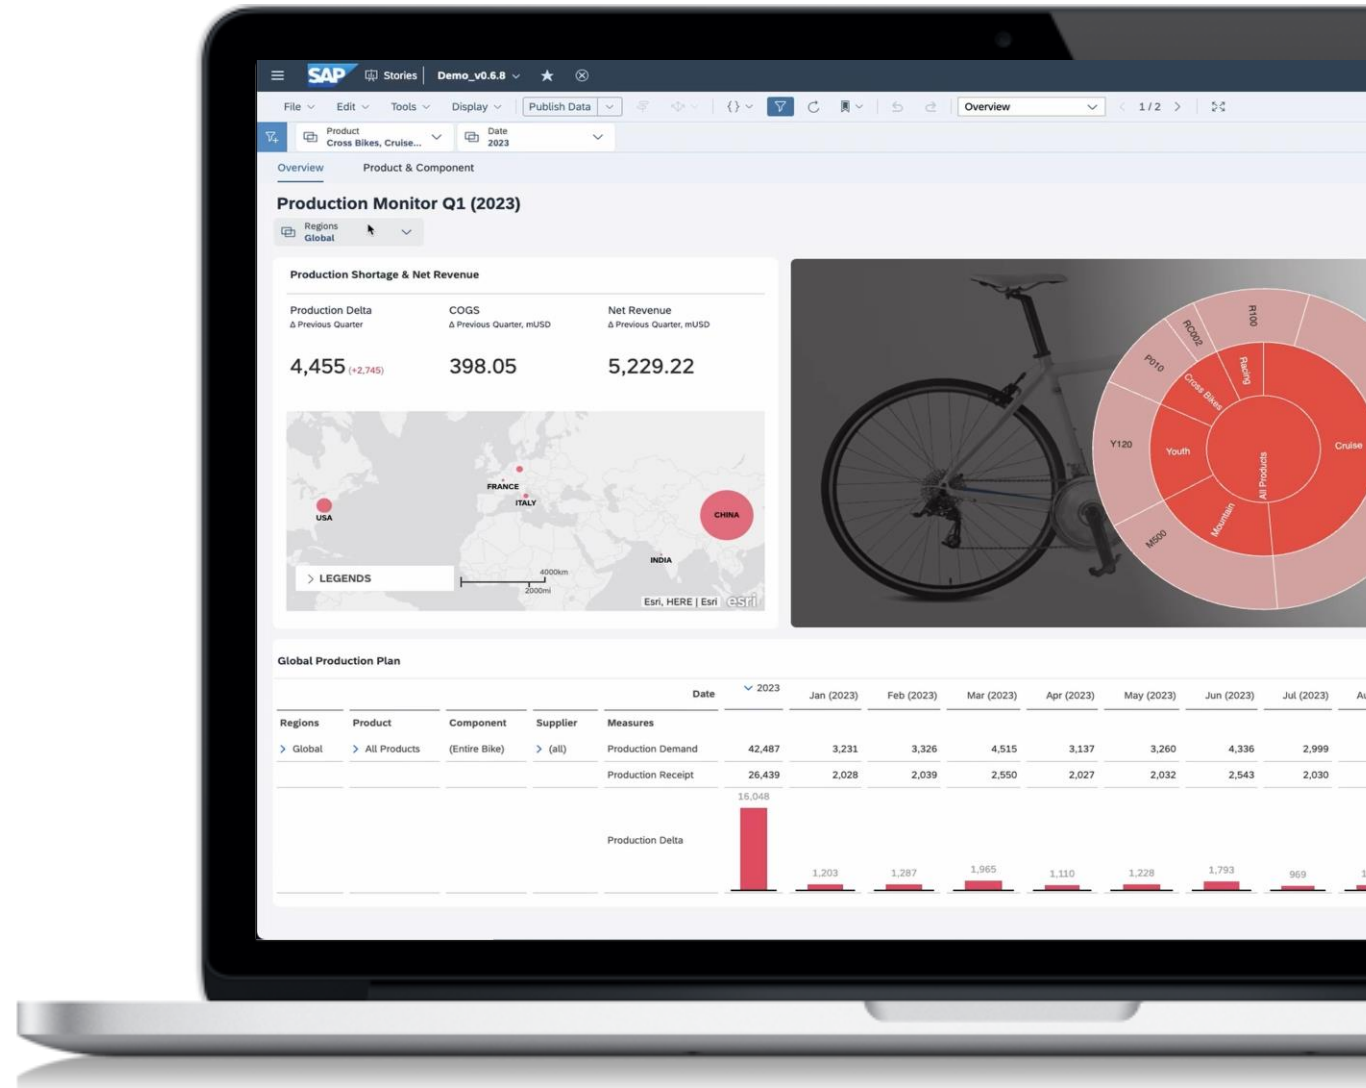 SAP Stories Demo_v0.6.8
File Edit Tools Display Publish Data {} Overview 1/2
Product
Cross Bikes, Cruise...
Date
2023
Overview Product & Component
Production Monitor Q1 (2023)
Regions
Global
Production Shortage & Net Revenue
Production Delta COGS Net Revenue
Δ Previous Quarter Δ Previous Quarter, mUSD Δ Previous Quarter, mUSD
4,455 (+2,745) 398.05 5,229.22
FRANCE
ITALY
USA
CHINA
INDIA
LEGENDS
4000km
2000mi
Esri, HERE | Esri esri
R100
RC002
P010
Racing
Cross Bikes
Y120
Youth
Cruise
All Products
Mountain
M500
Global Production Plan
Date 2023 Jan (2023) Feb (2023) Mar (2023) Apr (2023) May (2023) Jun (2023) Jul (2023) Au
Regions Product Component Supplier Measures
Global All Products (Entire Bike) (all) Production Demand 42,487 3,231 3,326 4,515 3,137 3,260 4,336 2,999
Production Receipt 26,439 2,028 2,039 2,550 2,027 2,032 2,543 2,030
16,048
Production Delta
1,203 1,287 1,965 1,110 1,228 1,793 969 1